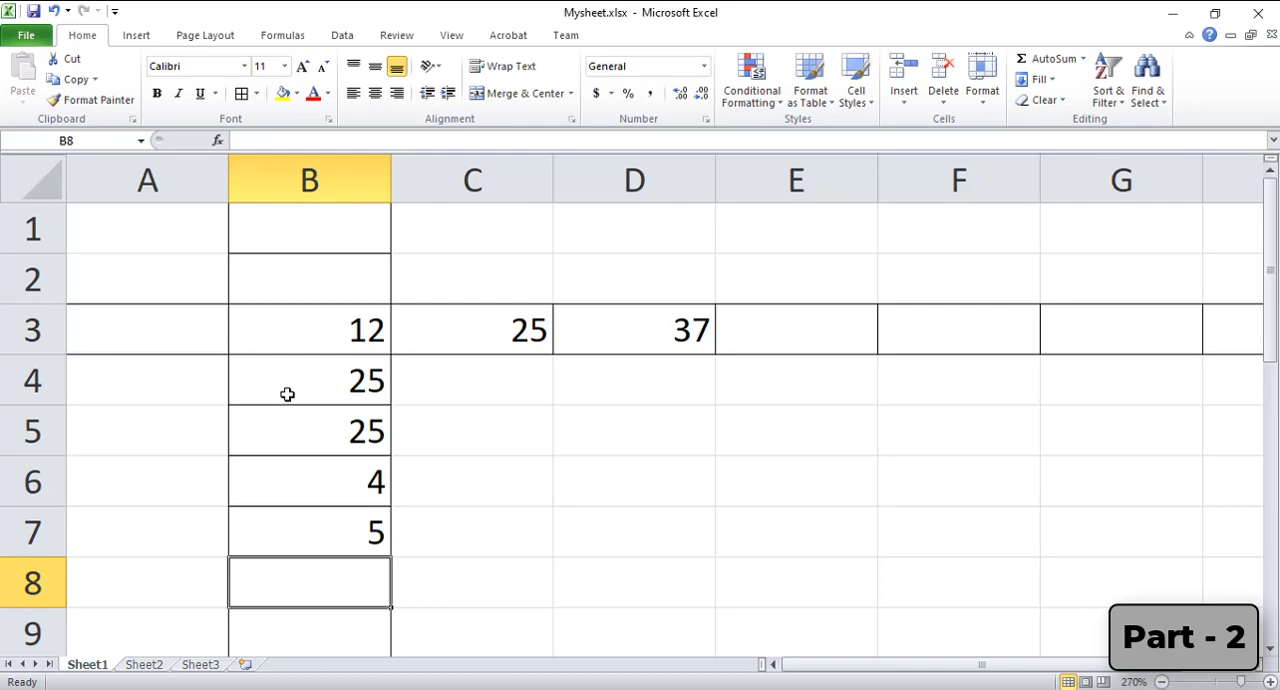 Mysheet.xlsx - Microsoft Excel
File Home Insert Page Layout Formulas Data Review View Acrobat Team
Paste
Cut
Copy
Format Painter
Clipboard
Calibri 11
B I U A
Font
Wrap Text
Merge & Center
Alignment
General
$ % ,
Number
Conditional Formatting
Format as Table
Cell Styles
Styles
Insert Delete Format
Cells
Σ AutoSum
Fill
Clear
Sort & Filter
Find & Select
Editing
B8 fx
A B C D E F G
1
2
3 12 25 37
4 25
5 25
6 4
7 5
8
9
Part - 2
Sheet1 Sheet2 Sheet3
Ready 270%